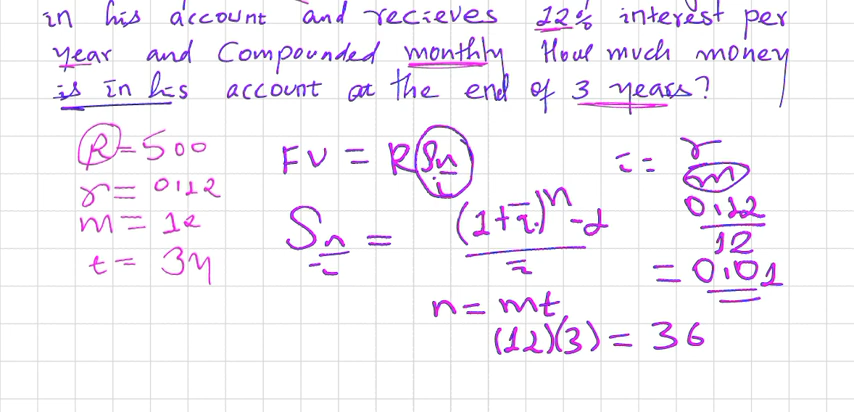 in his account and recieves 12% interest per
year and Compounded monthly How much money
is in his account at the end of 3 years?
R = 500
r = 0.12
m = 12
t = 3y
FV = R Sn i
Sn i = (1+i)^n - 1 / i
n = mt
(12)(3) = 36
i = r / m
0.12 / 12
= 0.01